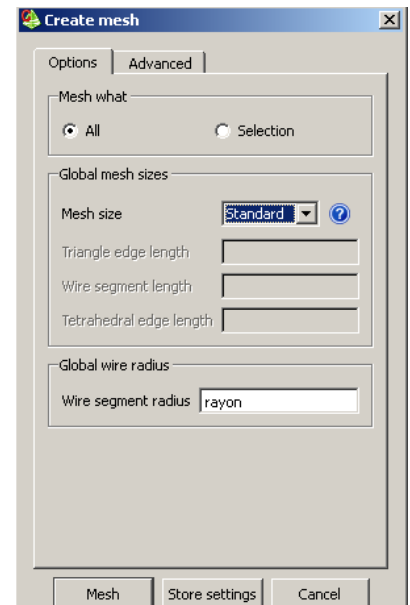 Create mesh
Options Advanced
Mesh what
All Selection
Global mesh sizes
Mesh size Standard
Triangle edge length
Wire segment length
Tetrahedral edge length
Global wire radius
Wire segment radius rayon
Mesh Store settings Cancel